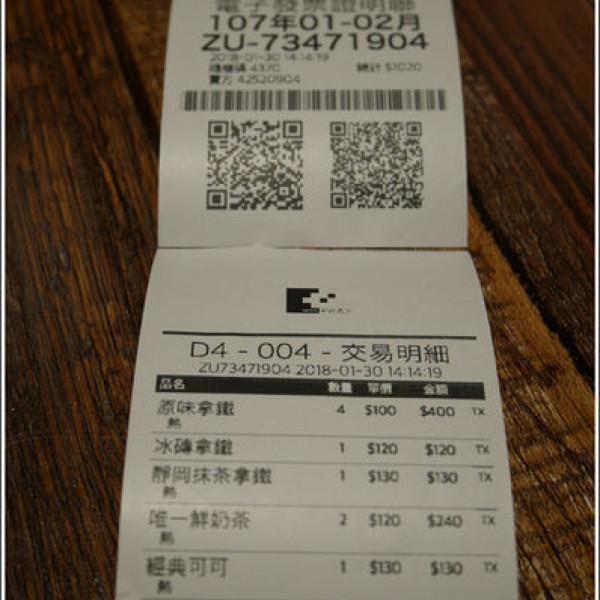 電子發票證明聯
107年01-02月
ZU-73471904
2018-01-30 14:14:19
隨機碼 4370 總計 $1020
賣方 42520904
D4 - 004 - 交易明細
ZU73471904 2018-01-30 14:14:19
品名 數量 單價 金額
原味拿鐵 4 $100 $400 TX
熱
冰磚拿鐵 1 $120 $120 TX
靜岡抹茶拿鐵 1 $130 $130 TX
熱
唯一鮮奶茶 2 $120 $240 TX
熱
經典可可 1 $130 $130 TX
熱